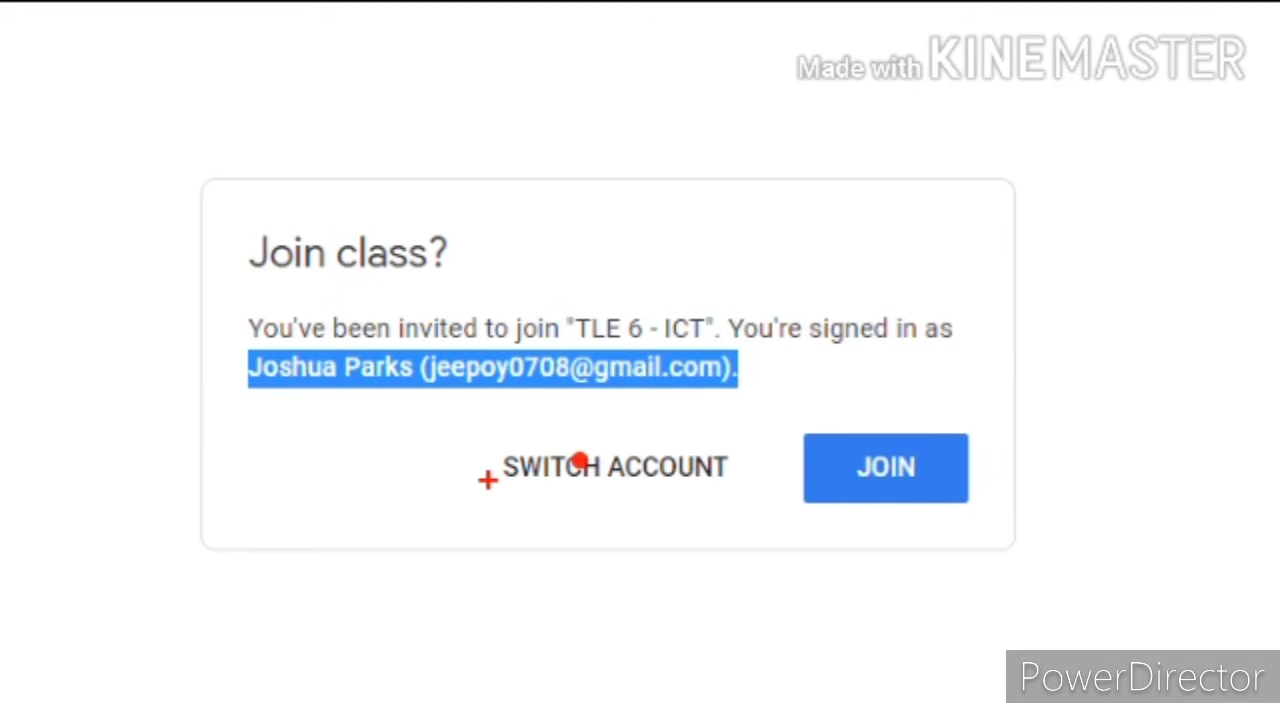 Made with KINEMASTER
Join class?
You've been invited to join "TLE 6 - ICT". You're signed in as
Joshua Parks (jeepoy0708@gmail.com).
SWITCH ACCOUNT JOIN
PowerDirector